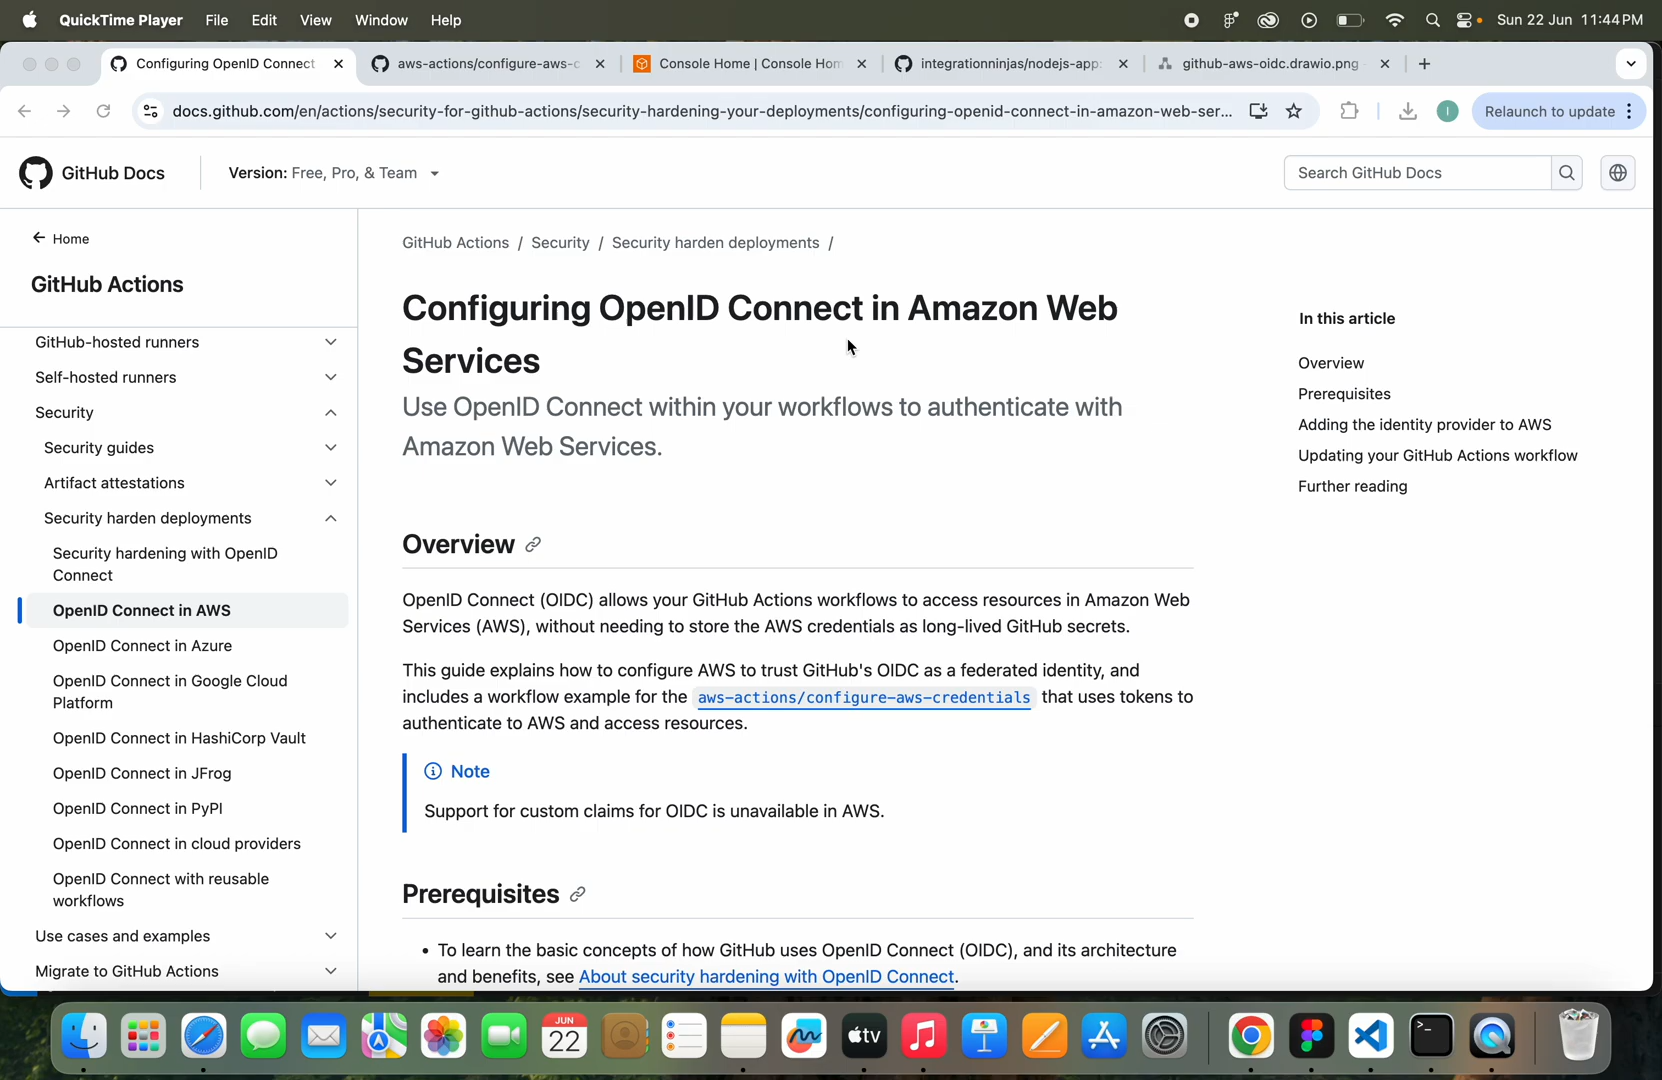 QuickTime Player File Edit View Window Help Sun 22 Jun 11:44 PM
Configuring OpenID Connect
aws-actions/configure-aws-c
Console Home | Console Hom
integrationninjas/nodejs-app:
github-aws-oidc.drawio.png
docs.github.com/en/actions/security-for-github-actions/security-hardening-your-deployments/configuring-openid-connect-in-amazon-web-ser...
I
Relaunch to update
GitHub Docs
Version: Free, Pro, & Team
Search GitHub Docs
Home
GitHub Actions
GitHub-hosted runners
Self-hosted runners
Security
Security guides
Artifact attestations
Security harden deployments
Security hardening with OpenID
Connect
OpenID Connect in AWS
OpenID Connect in Azure
OpenID Connect in Google Cloud
Platform
OpenID Connect in HashiCorp Vault
OpenID Connect in JFrog
OpenID Connect in PyPI
OpenID Connect in cloud providers
OpenID Connect with reusable
workflows
Use cases and examples
Migrate to GitHub Actions
GitHub Actions / Security / Security harden deployments /
Configuring OpenID Connect in Amazon Web
Services
Use OpenID Connect within your workflows to authenticate with
Amazon Web Services.
Overview
OpenID Connect (OIDC) allows your GitHub Actions workflows to access resources in Amazon Web
Services (AWS), without needing to store the AWS credentials as long-lived GitHub secrets.
This guide explains how to configure AWS to trust GitHub's OIDC as a federated identity, and
includes a workflow example for the aws-actions/configure-aws-credentials that uses tokens to
authenticate to AWS and access resources.
Note
Support for custom claims for OIDC is unavailable in AWS.
Prerequisites
• To learn the basic concepts of how GitHub uses OpenID Connect (OIDC), and its architecture
and benefits, see About security hardening with OpenID Connect.
In this article
Overview
Prerequisites
Adding the identity provider to AWS
Updating your GitHub Actions workflow
Further reading
JUN
22
tv